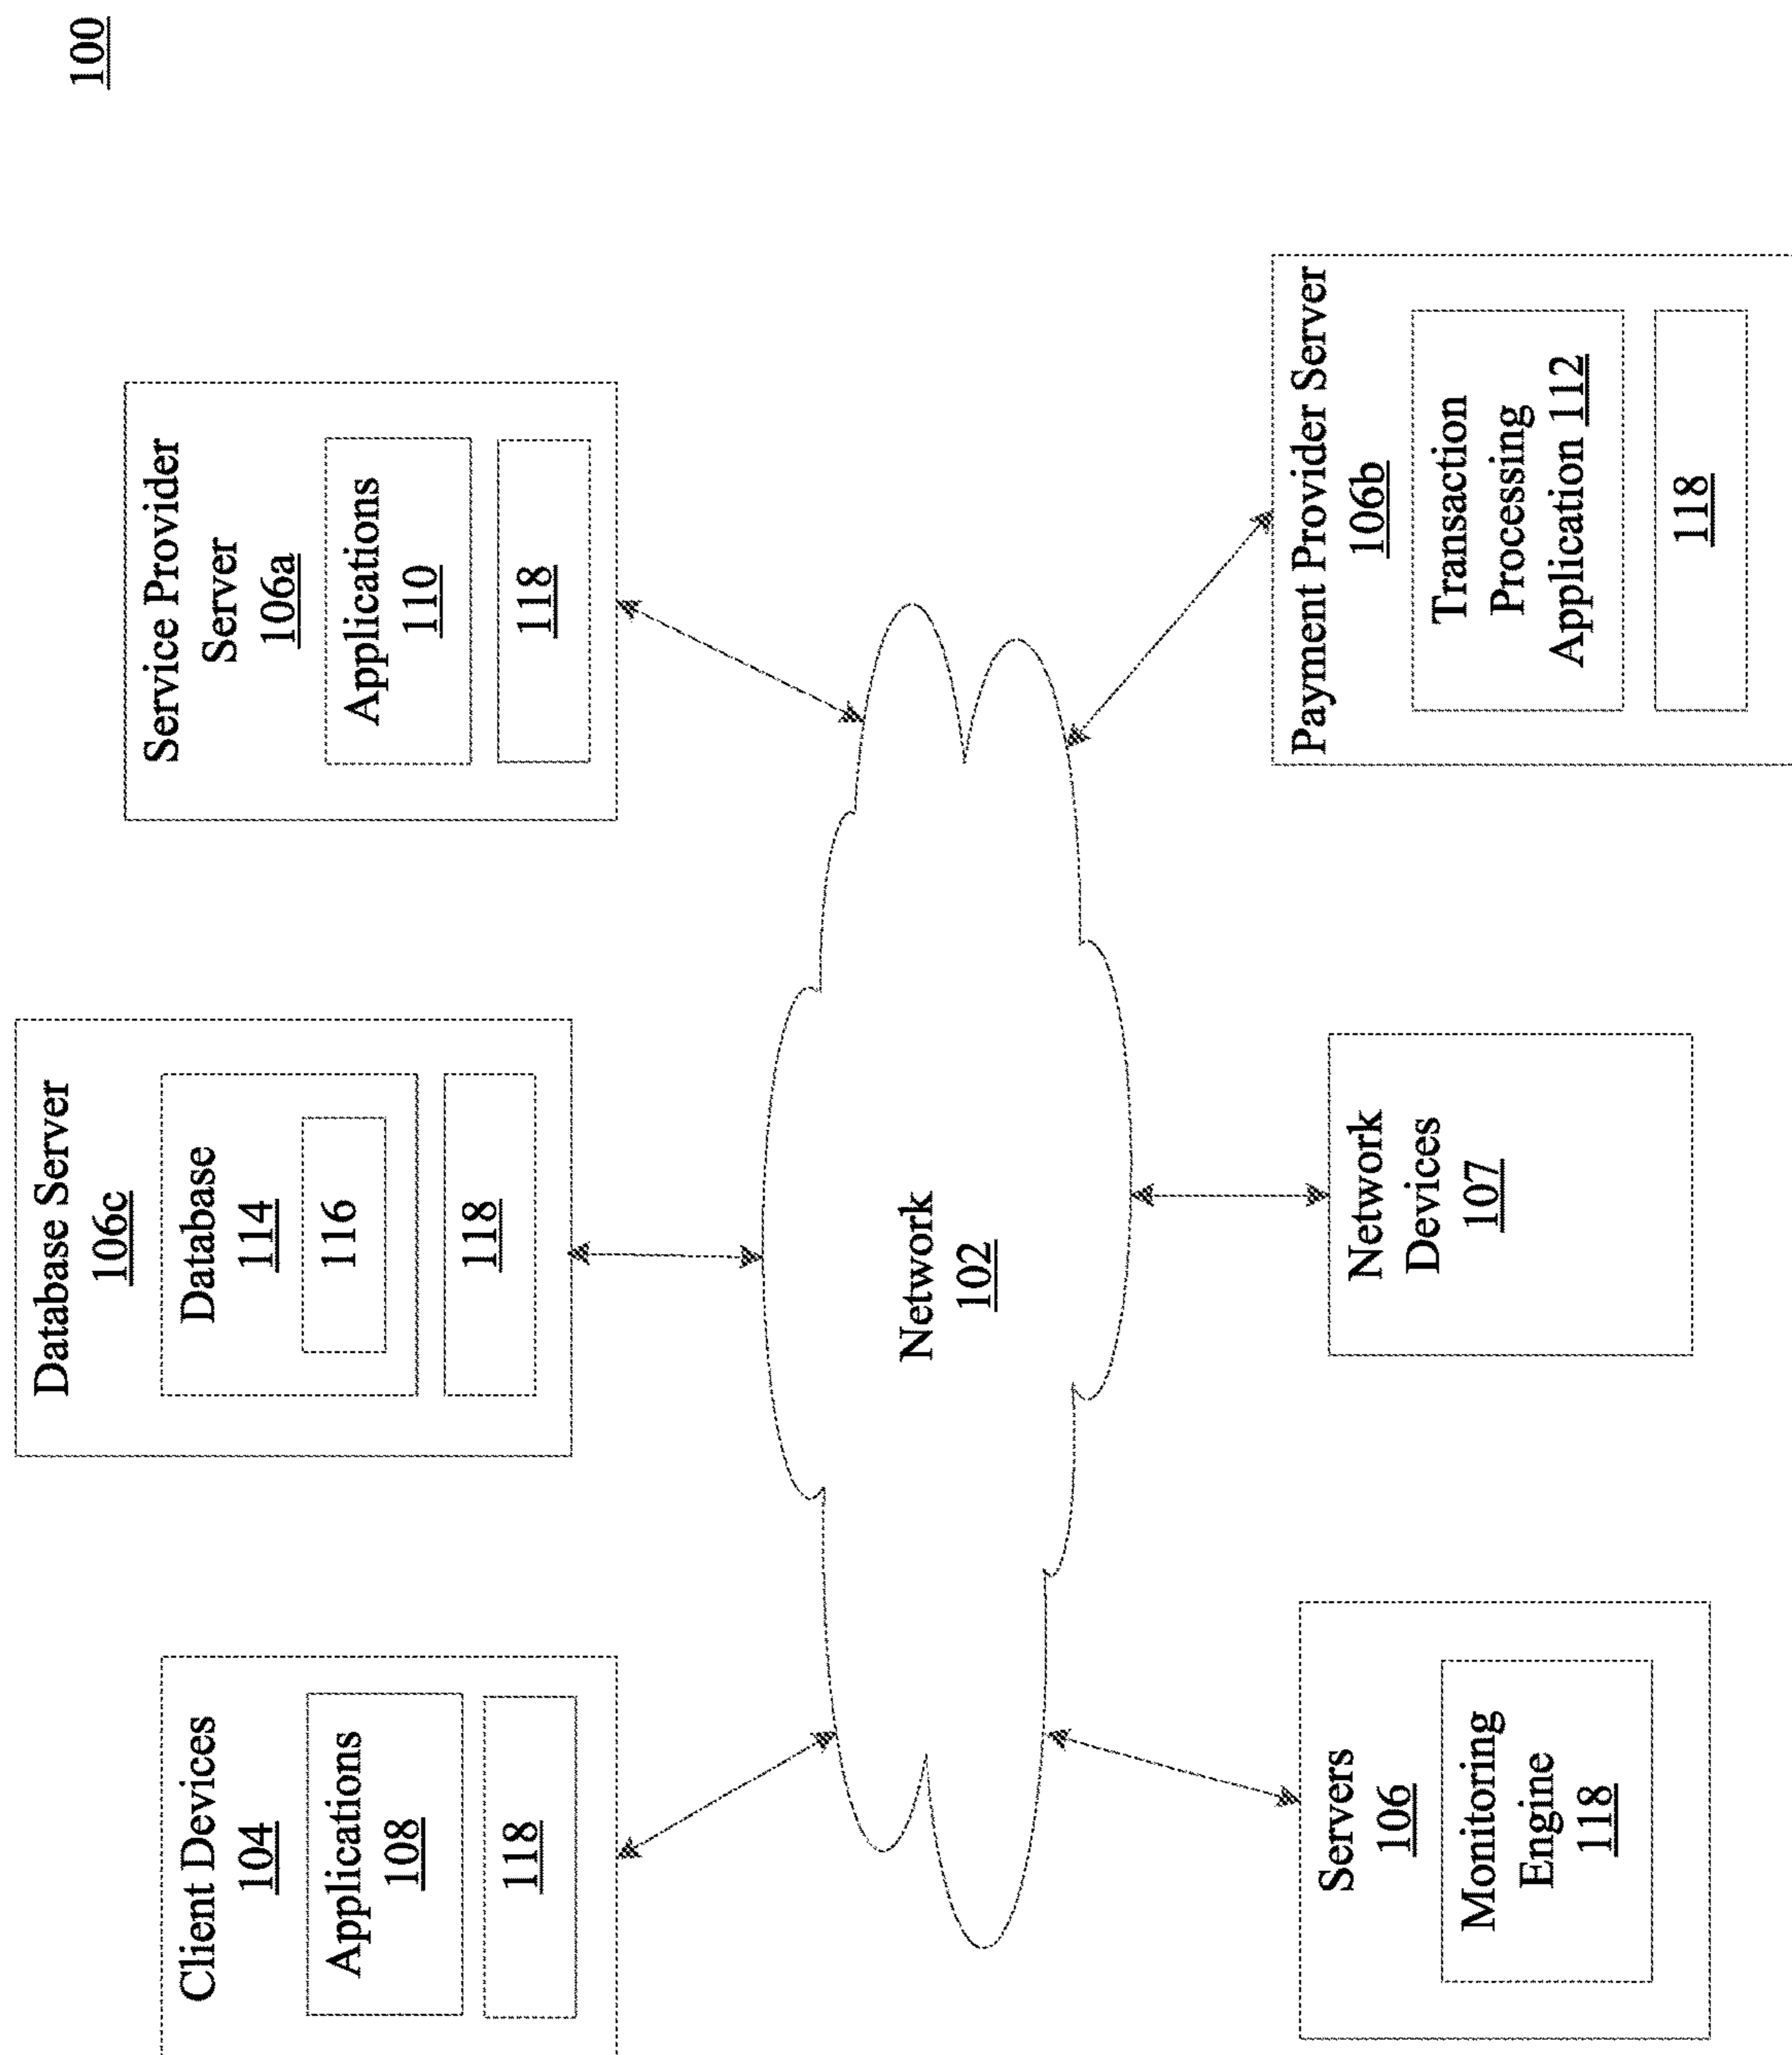 100
Client Devices
104
Applications
108
118
Database Server
106c
Database
114
116
118
Service Provider
Server
106a
Applications
110
118
Network
102
Servers
106
Monitoring
Engine
118
Network
Devices
107
Payment Provider Server
106b
Transaction
Processing
Application 112
118